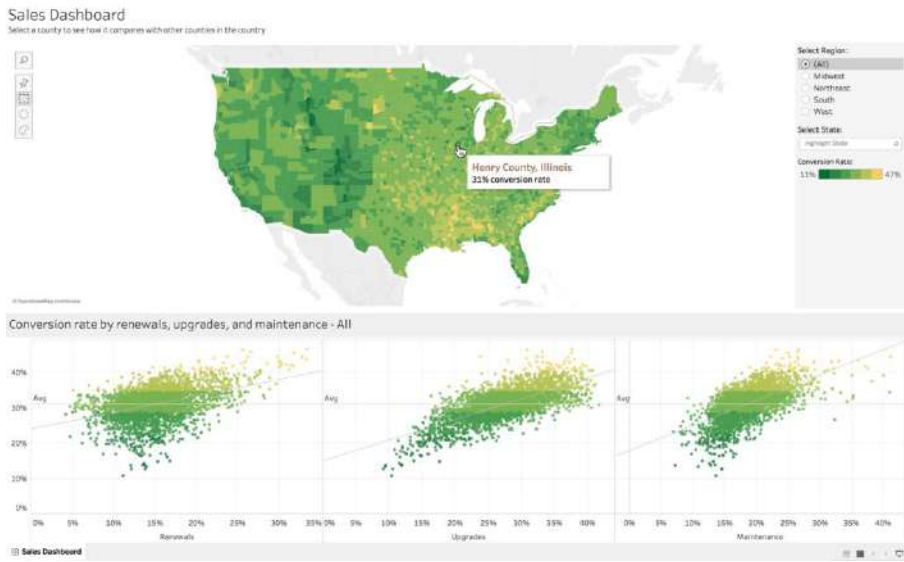 Sales Dashboard
Select a county to see how it compares with other counties in the country
Select Region:
(All)
Midwest
Northeast
South
West
Select State:
Highlight State
Henry County, Illinois
31% conversion rate
Conversion Rate:
11% 47%
Conversion rate by renewals, upgrades, and maintenance - All
40%
Avg Avg Avg
30%
20%
10%
0%
0% 5% 10% 15% 20% 25% 30% 35% 0% 5% 10% 15% 20% 25% 30% 35% 40% 0% 5% 10% 15% 20% 25% 30% 35% 40%
Renewals Upgrades Maintenance
Sales Dashboard